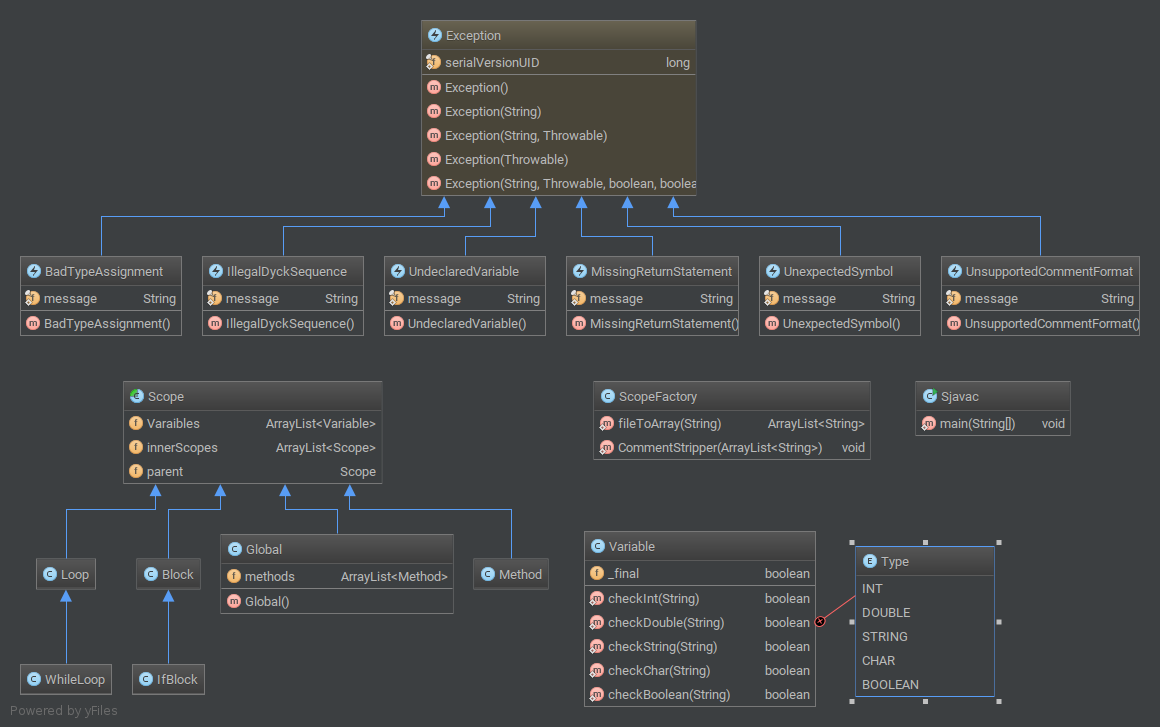 Exception
serialVersionUID long
Exception()
Exception(String)
Exception(String, Throwable)
Exception(Throwable)
Exception(String, Throwable, boolean, boolea
BadTypeAssignment
message String
BadTypeAssignment()
IllegalDyckSequence
message String
IllegalDyckSequence()
UndeclaredVariable
message String
UndeclaredVariable()
MissingReturnStatement
message String
MissingReturnStatement()
UnexpectedSymbol
message String
UnexpectedSymbol()
UnsupportedCommentFormat
message String
UnsupportedCommentFormat()
Scope
Varaibles ArrayList<Variable>
innerScopes ArrayList<Scope>
parent Scope
ScopeFactory
fileToArray(String) ArrayList<String>
CommentStripper(ArrayList<String>) void
Sjavac
main(String[]) void
Loop
Block
Global
methods ArrayList<Method>
Global()
Method
WhileLoop
IfBlock
Variable
_final boolean
checkInt(String) boolean
checkDouble(String) boolean
checkString(String) boolean
checkChar(String) boolean
checkBoolean(String) boolean
Type
INT
DOUBLE
STRING
CHAR
BOOLEAN
Powered by yFiles